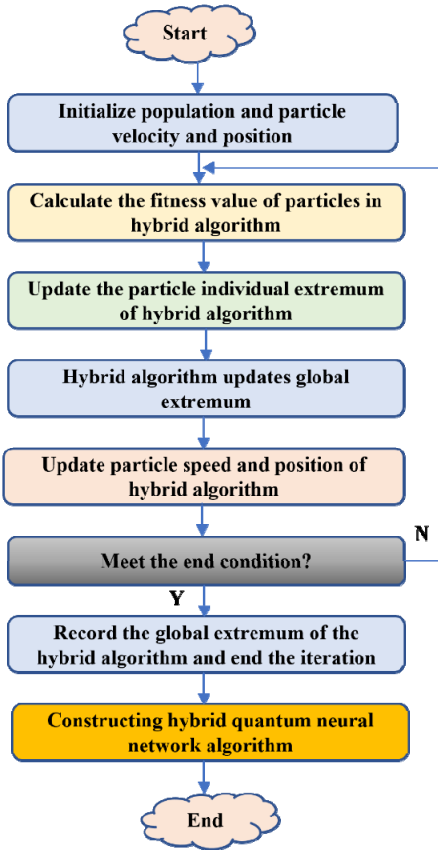 Start
Initialize population and particle
velocity and position
Calculate the fitness value of particles in
hybrid algorithm
Update the particle individual extremum
of hybrid algorithm
Hybrid algorithm updates global
extremum
Update particle speed and position of
hybrid algorithm
N
Meet the end condition?
Y
Record the global extremum of the
hybrid algorithm and end the iteration
Constructing hybrid quantum neural
network algorithm
End